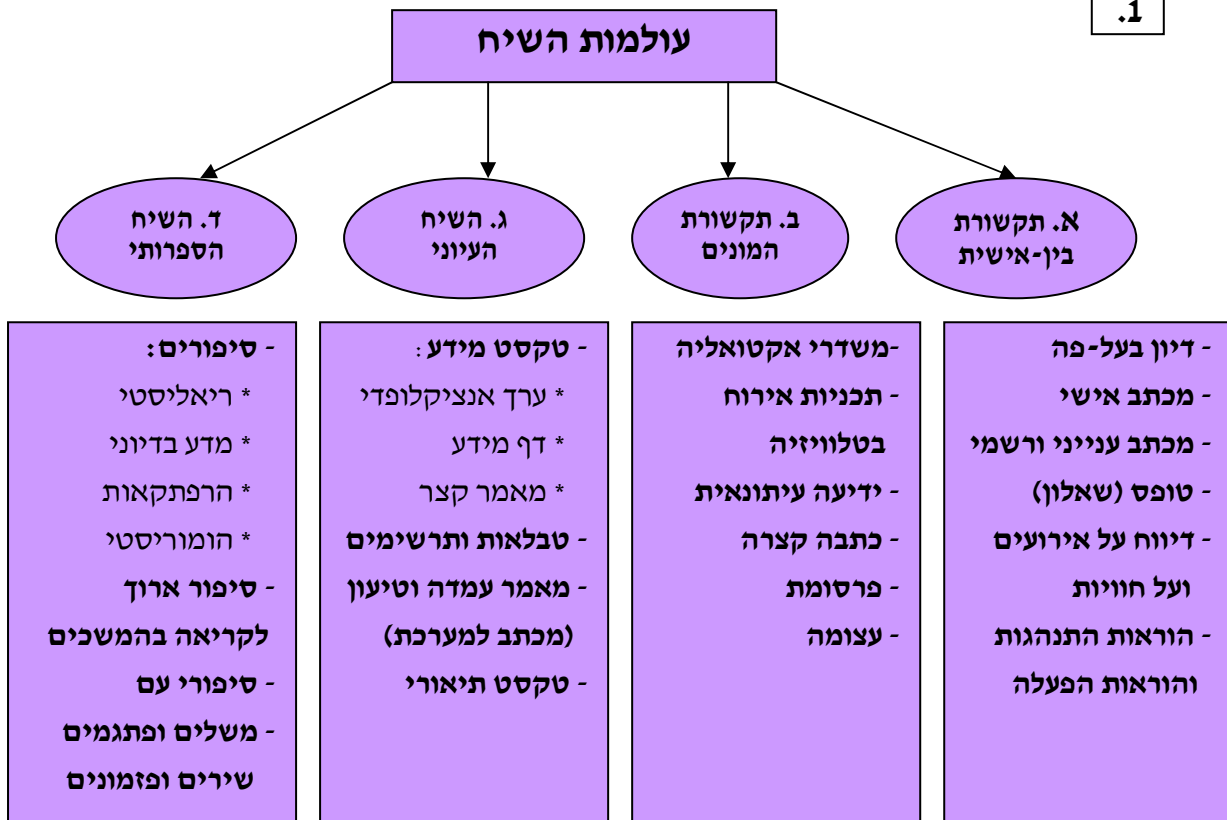 .1
עולמות השיח
א. תקשורת
בין-אישית
ב. תקשורת
המונים
ג. השיח
העיוני
ד. השיח
הספרותי
- דיון בעל-פה
- מכתב אישי
- מכתב ענייני ורשמי
- טופס (שאלון)
- דיווח על אירועים
ועל חוויות
- הוראות התנהגות
והוראות הפעלה
-משדרי אקטואליה
- תכניות אירוח
בטלוויזיה
- ידיעה עיתונאית
- כתבה קצרה
- פרסומת
- עצומה
- טקסט מידע:
* ערך אנציקלופדי
* דף מידע
* מאמר קצר
- טבלאות ותרשימים
- מאמר עמדה וטיעון
(מכתב למערכת)
- טקסט תיאורי
- סיפורים:
* ריאליסטי
* מדע בדיוני
* הרפתקאות
* הומוריסטי
- סיפור ארוך
לקריאה בהמשכים
- סיפורי עם
- משלים ופתגמים
שירים ופזמונים